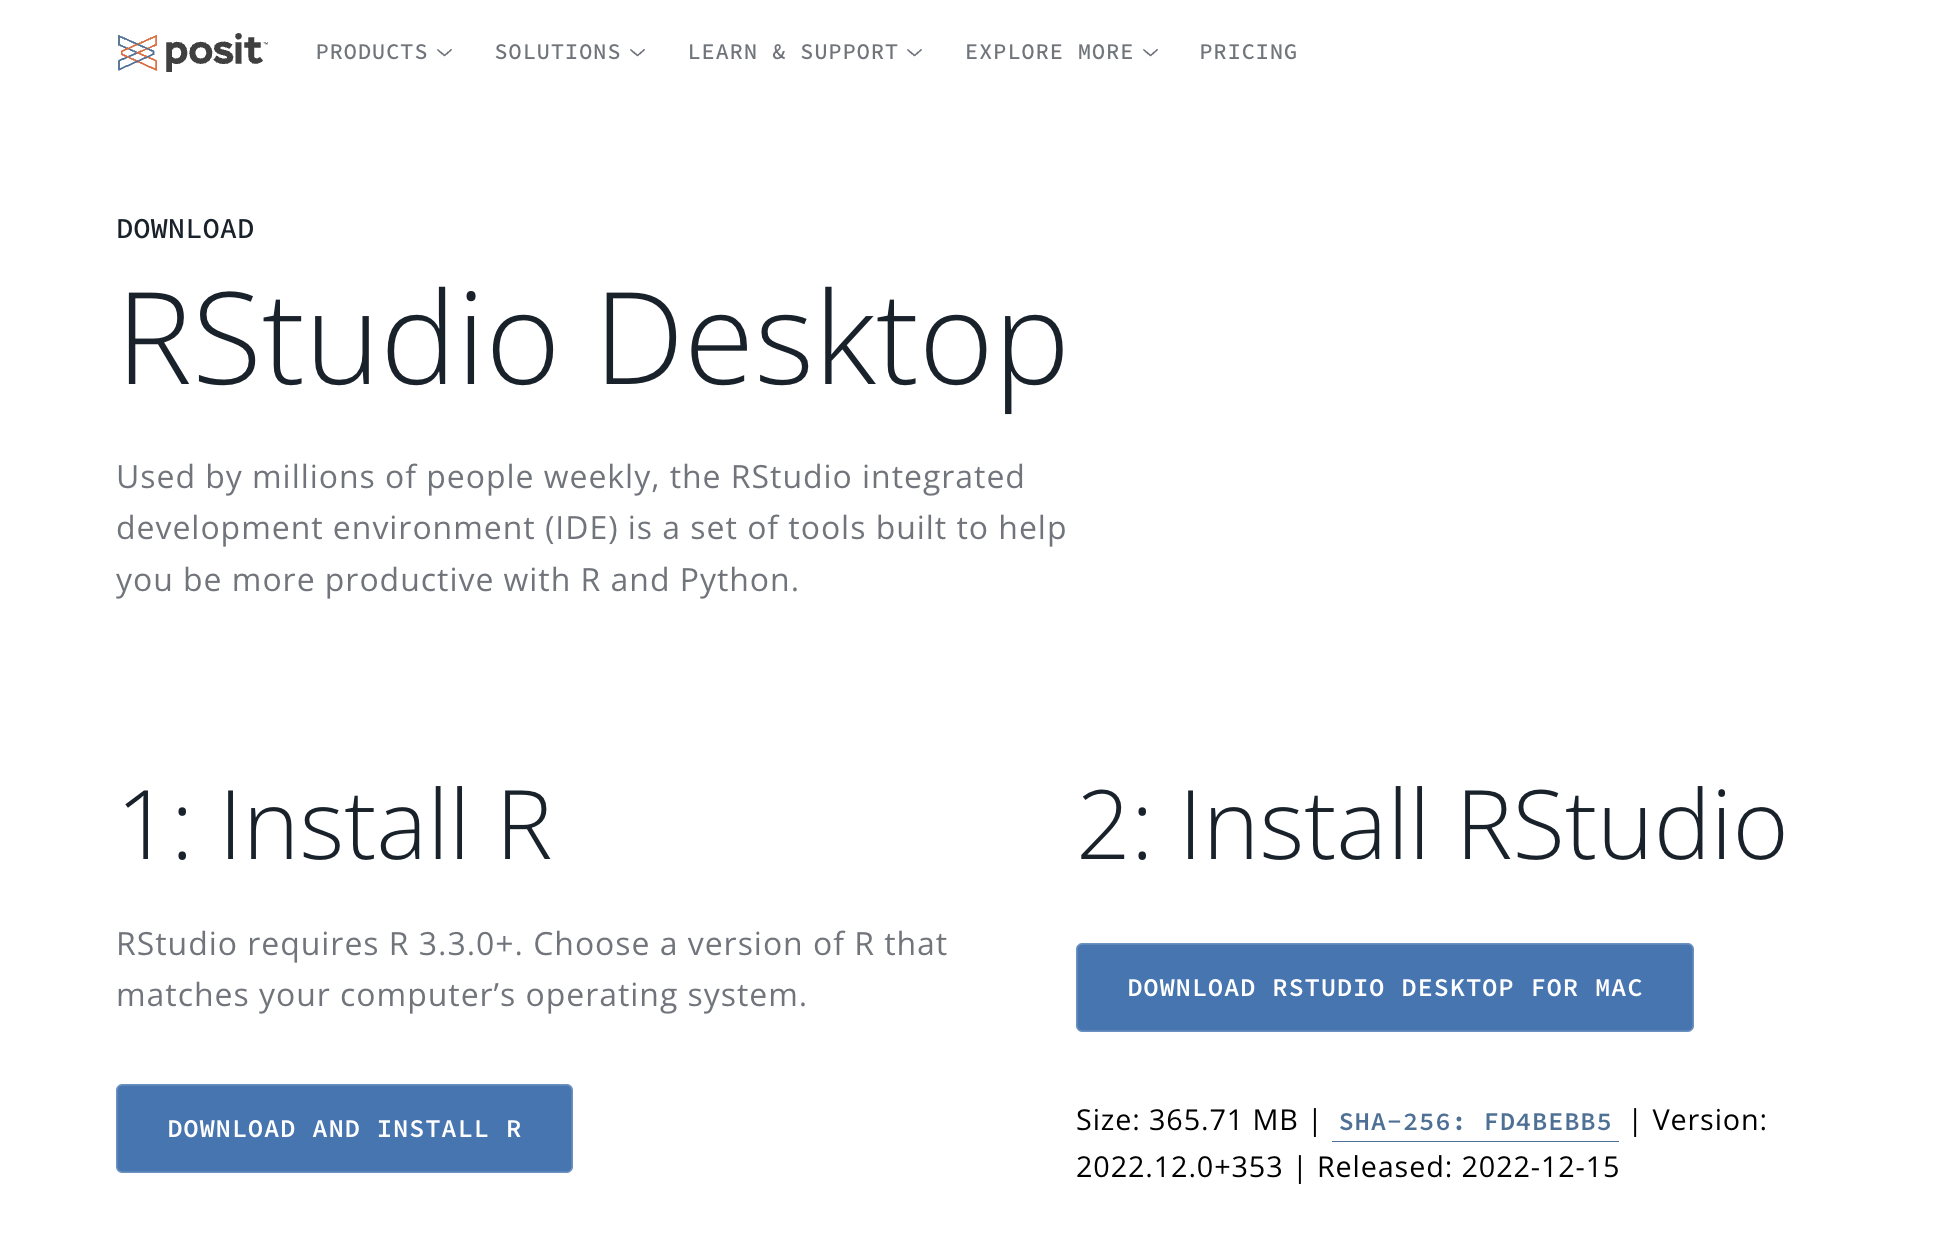 posit™
PRODUCTS
SOLUTIONS
LEARN & SUPPORT
EXPLORE MORE
PRICING
DOWNLOAD
RStudio Desktop
Used by millions of people weekly, the RStudio integrated
development environment (IDE) is a set of tools built to help
you be more productive with R and Python.
1: Install R
RStudio requires R 3.3.0+. Choose a version of R that
matches your computer’s operating system.
DOWNLOAD AND INSTALL R
2: Install RStudio
DOWNLOAD RSTUDIO DESKTOP FOR MAC
Size: 365.71 MB | SHA-256: FD4BEBB5 | Version:
2022.12.0+353 | Released: 2022-12-15